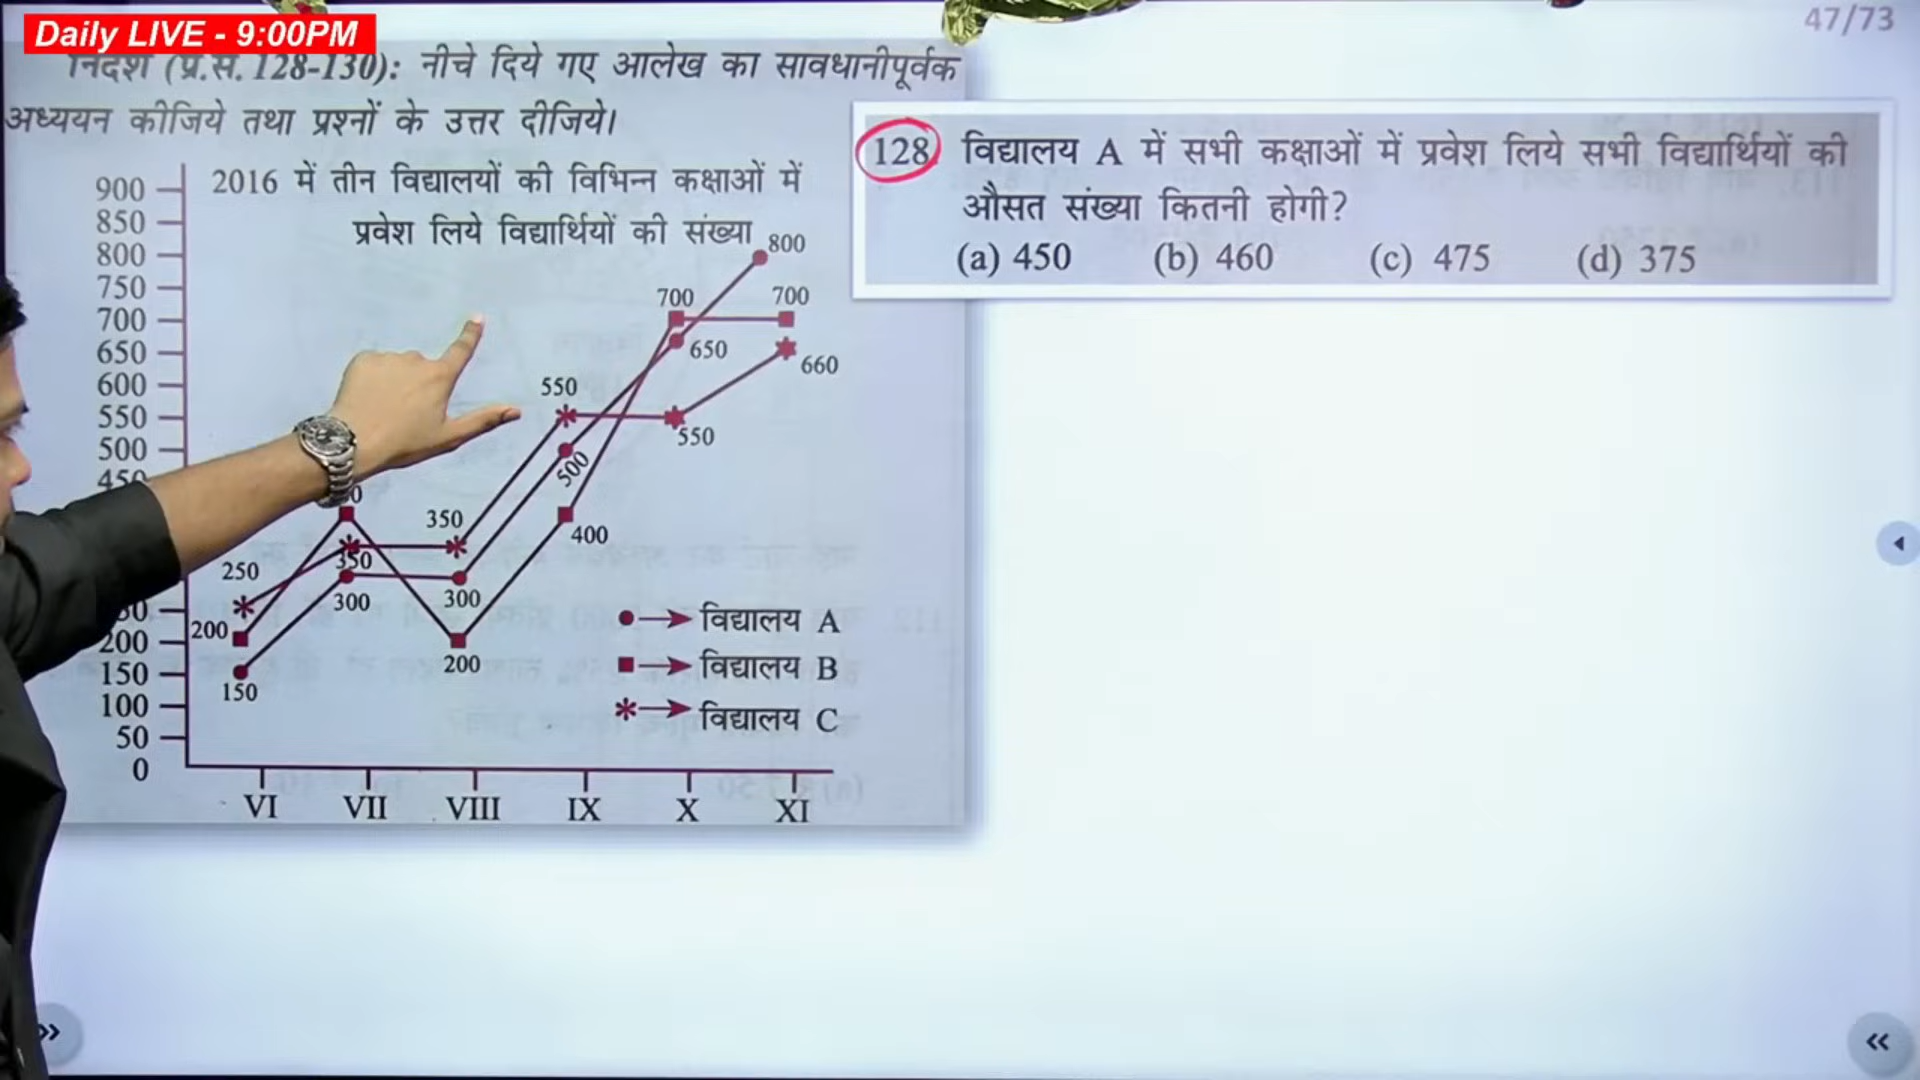 Daily LIVE - 9:00PM
47/73
निर्देश (प्र.सं. 128-130): नीचे दिये गए आलेख का सावधानीपूर्वक
अध्ययन कीजिये तथा प्रश्नों के उत्तर दीजिये।
2016 में तीन विद्यालयों की विभिन्न कक्षाओं में
प्रवेश लिये विद्यार्थियों की संख्या
900
850
800
750
700
650
600
550
500
450
200
150
100
50
0
800
700 700
650
660
550
550
500
350
400
250
350
300
300
200
200
150
विद्यालय A
विद्यालय B
विद्यालय C
VI VII VIII IX X XI
128 विद्यालय A में सभी कक्षाओं में प्रवेश लिये सभी विद्यार्थियों की
औसत संख्या कितनी होगी?
(a) 450 (b) 460 (c) 475 (d) 375